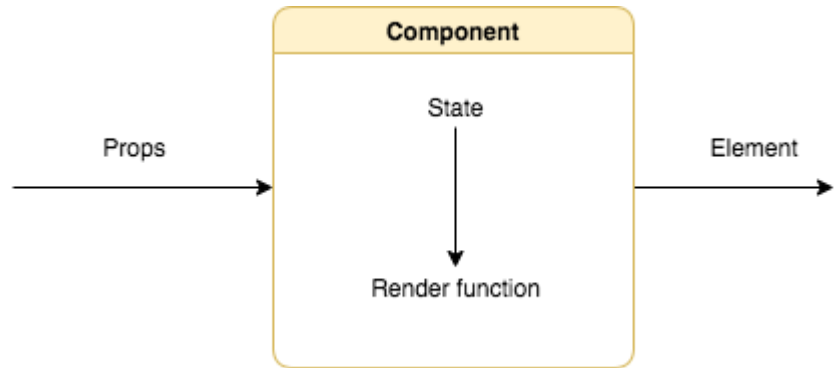 Component
State
Props
Element
Render function